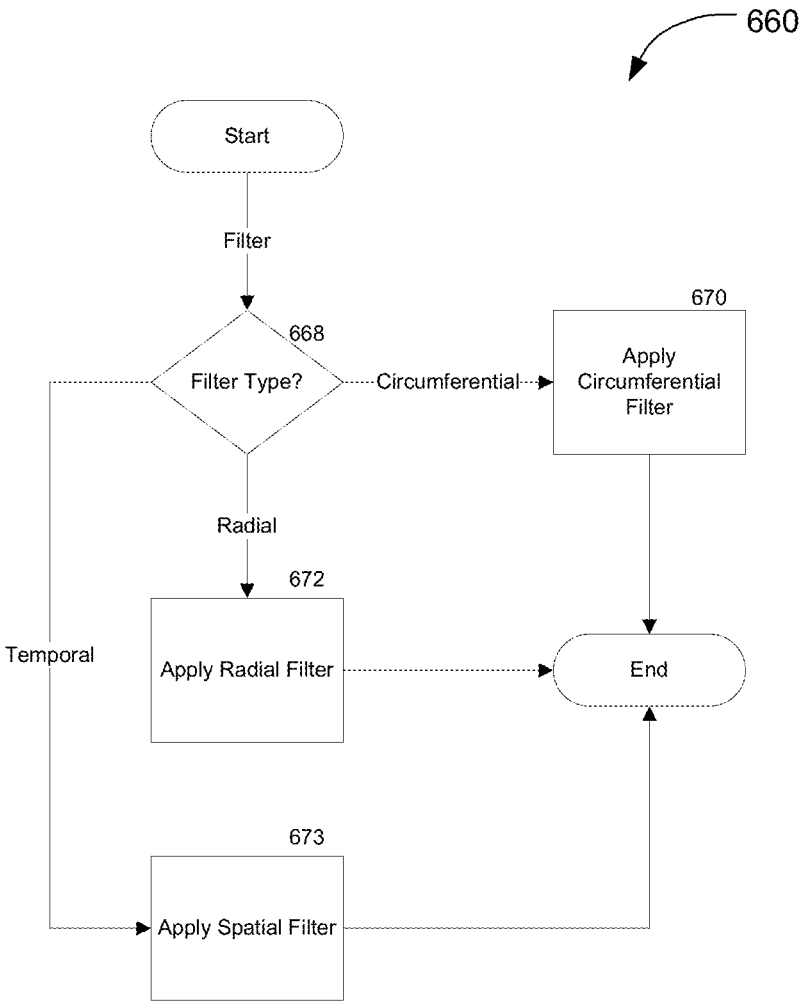 660
Start
Filter
668
Filter Type?
Circumferential
670
Apply
Circumferential
Filter
Radial
672
Apply Radial Filter
Temporal
End
673
Apply Spatial Filter